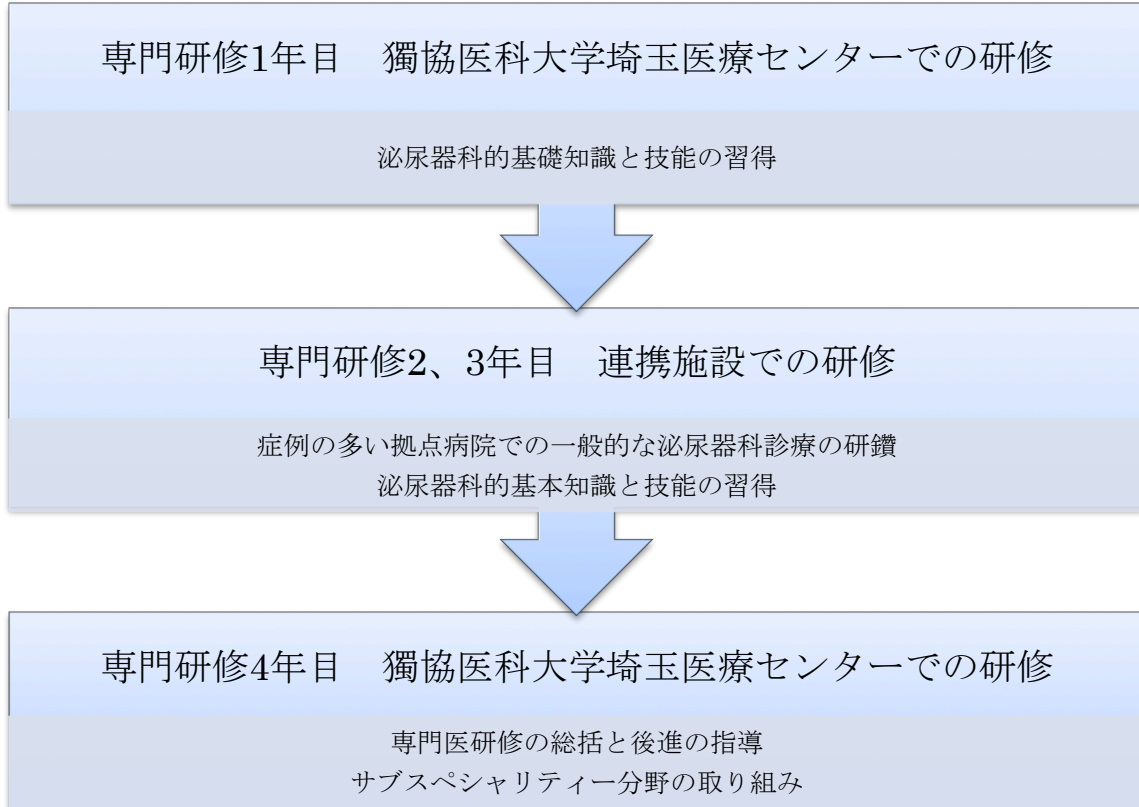 専門研修1年目　獨協医科大学埼玉医療センターでの研修
泌尿器科的基礎知識と技能の習得
専門研修2、3年目　連携施設での研修
症例の多い拠点病院での一般的な泌尿器科診療の研鑽
泌尿器科的基本知識と技能の習得
専門研修4年目　獨協医科大学埼玉医療センターでの研修
専門医研修の総括と後進の指導
サブスペシャリティー分野の取り組み